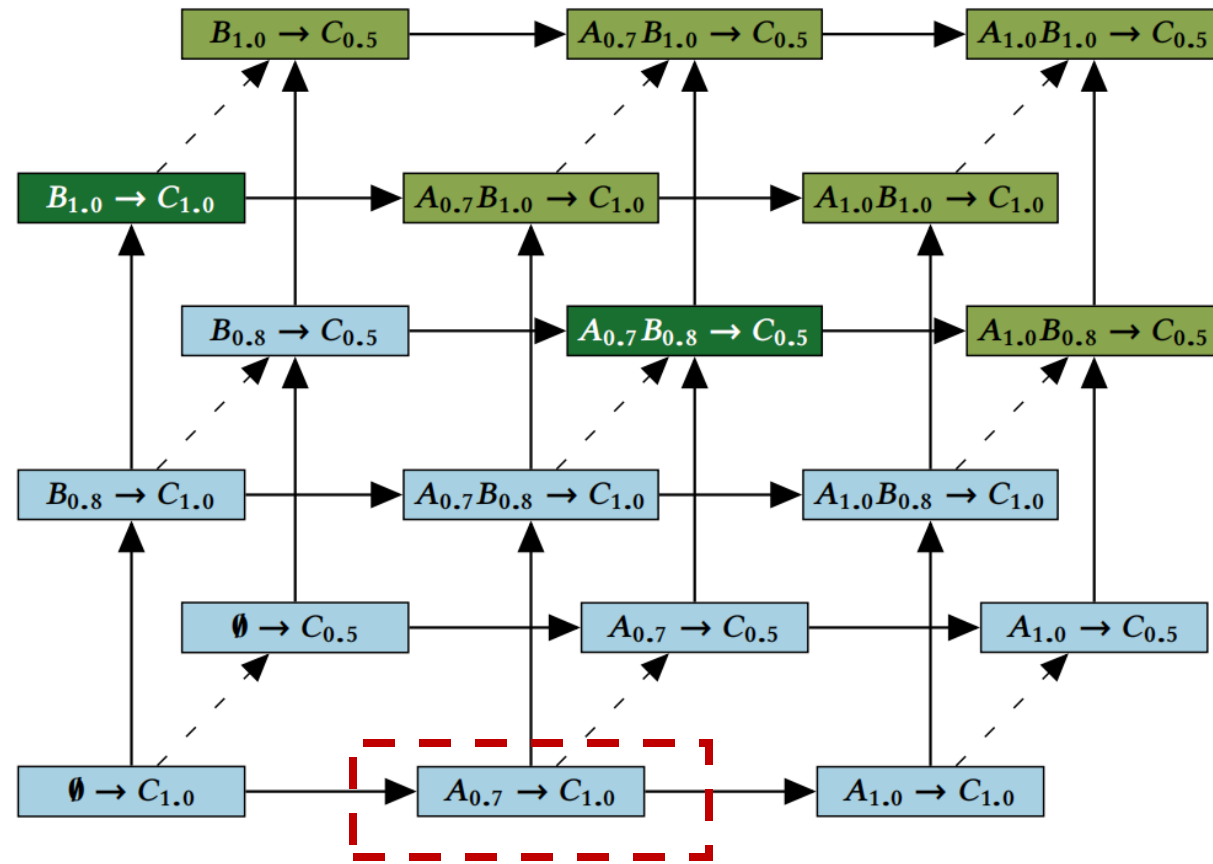 B₁.₀ → C₀.₅
A₀.₇B₁.₀ → C₀.₅
A₁.₀B₁.₀ → C₀.₅
B₁.₀ → C₁.₀
A₀.₇B₁.₀ → C₁.₀
A₁.₀B₁.₀ → C₁.₀
B₀.₈ → C₀.₅
A₀.₇B₀.₈ → C₀.₅
A₁.₀B₀.₈ → C₀.₅
B₀.₈ → C₁.₀
A₀.₇B₀.₈ → C₁.₀
A₁.₀B₀.₈ → C₁.₀
∅ → C₀.₅
A₀.₇ → C₀.₅
A₁.₀ → C₀.₅
∅ → C₁.₀
A₀.₇ → C₁.₀
A₁.₀ → C₁.₀